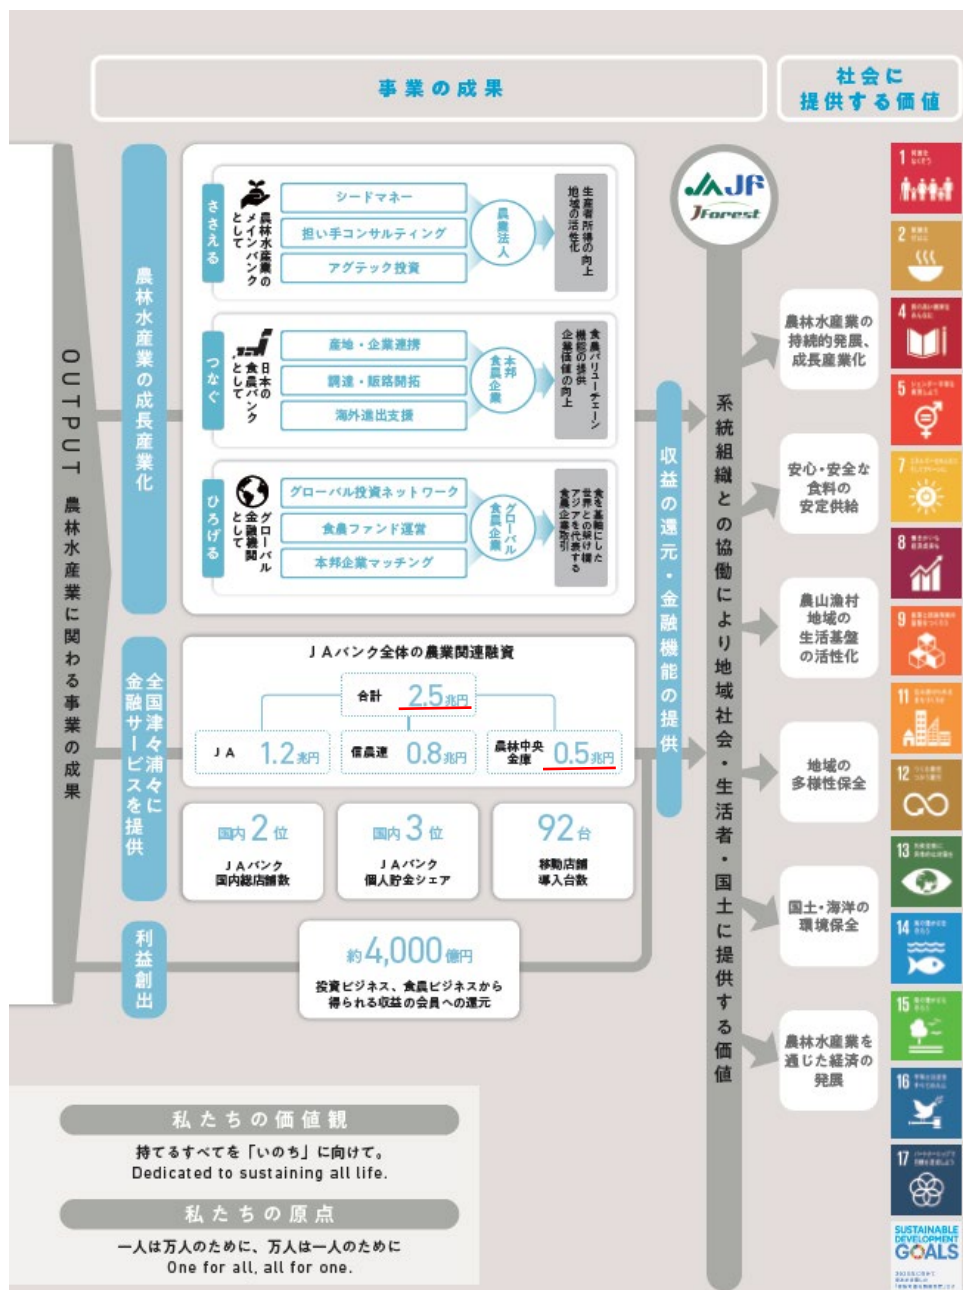 事業の成果
社会に
提供する価値
OUTPUT 農林水産業に関わる事業の成果
農林水産業の成長産業化
ささえる
農林水産業の
メインバンク
として
シードマネー
担い手コンサルティング
アグテック投資
農業法人
生産者所得の向上
地域の活性化
つなぐ
日本の
食農バンク
として
産地・企業連携
調達・販路開拓
海外進出支援
本邦
食農企業
食農バリューチェーン
機能の提供
企業価値の向上
ひろげる
グローバル
金融機関
として
グローバル投資ネットワーク
食農ファンド運営
本邦企業マッチング
グローバル
食農企業
食を基軸にした
世界との架け橋
アジアを代表する
食農企業取引
全国津々浦々に
金融サービスを提供
JAバンク全体の農業関連融資
合計 2.5兆円
JA 1.2兆円
信農連 0.8兆円
農林中央
金庫 0.5兆円
国内2位
JAバンク
国内総店舗数
国内3位
JAバンク
個人貯金シェア
92台
移動店舗
導入台数
利益創出
約4,000億円
投資ビジネス、食農ビジネスから
得られる収益の会員への還元
収益の還元・金融機能の提供
JA JF
JForest
系統組織との協働により地域社会・生活者・国土に提供する価値
農林水産業の
持続的発展、
成長産業化
安心・安全な
食料の
安定供給
農山漁村
地域の
生活基盤
の活性化
地域の
多様性保全
国土・海洋の
環境保全
農林水産業を
通じた経済の
発展
1
2
4
5
7
8
9
11
12
13
14
15
16
17
SUSTAINABLE
DEVELOPMENT
GOALS
私たちの価値観
持てるすべてを「いのち」に向けて。
Dedicated to sustaining all life.
私たちの原点
一人は万人のために、万人は一人のために
One for all, all for one.